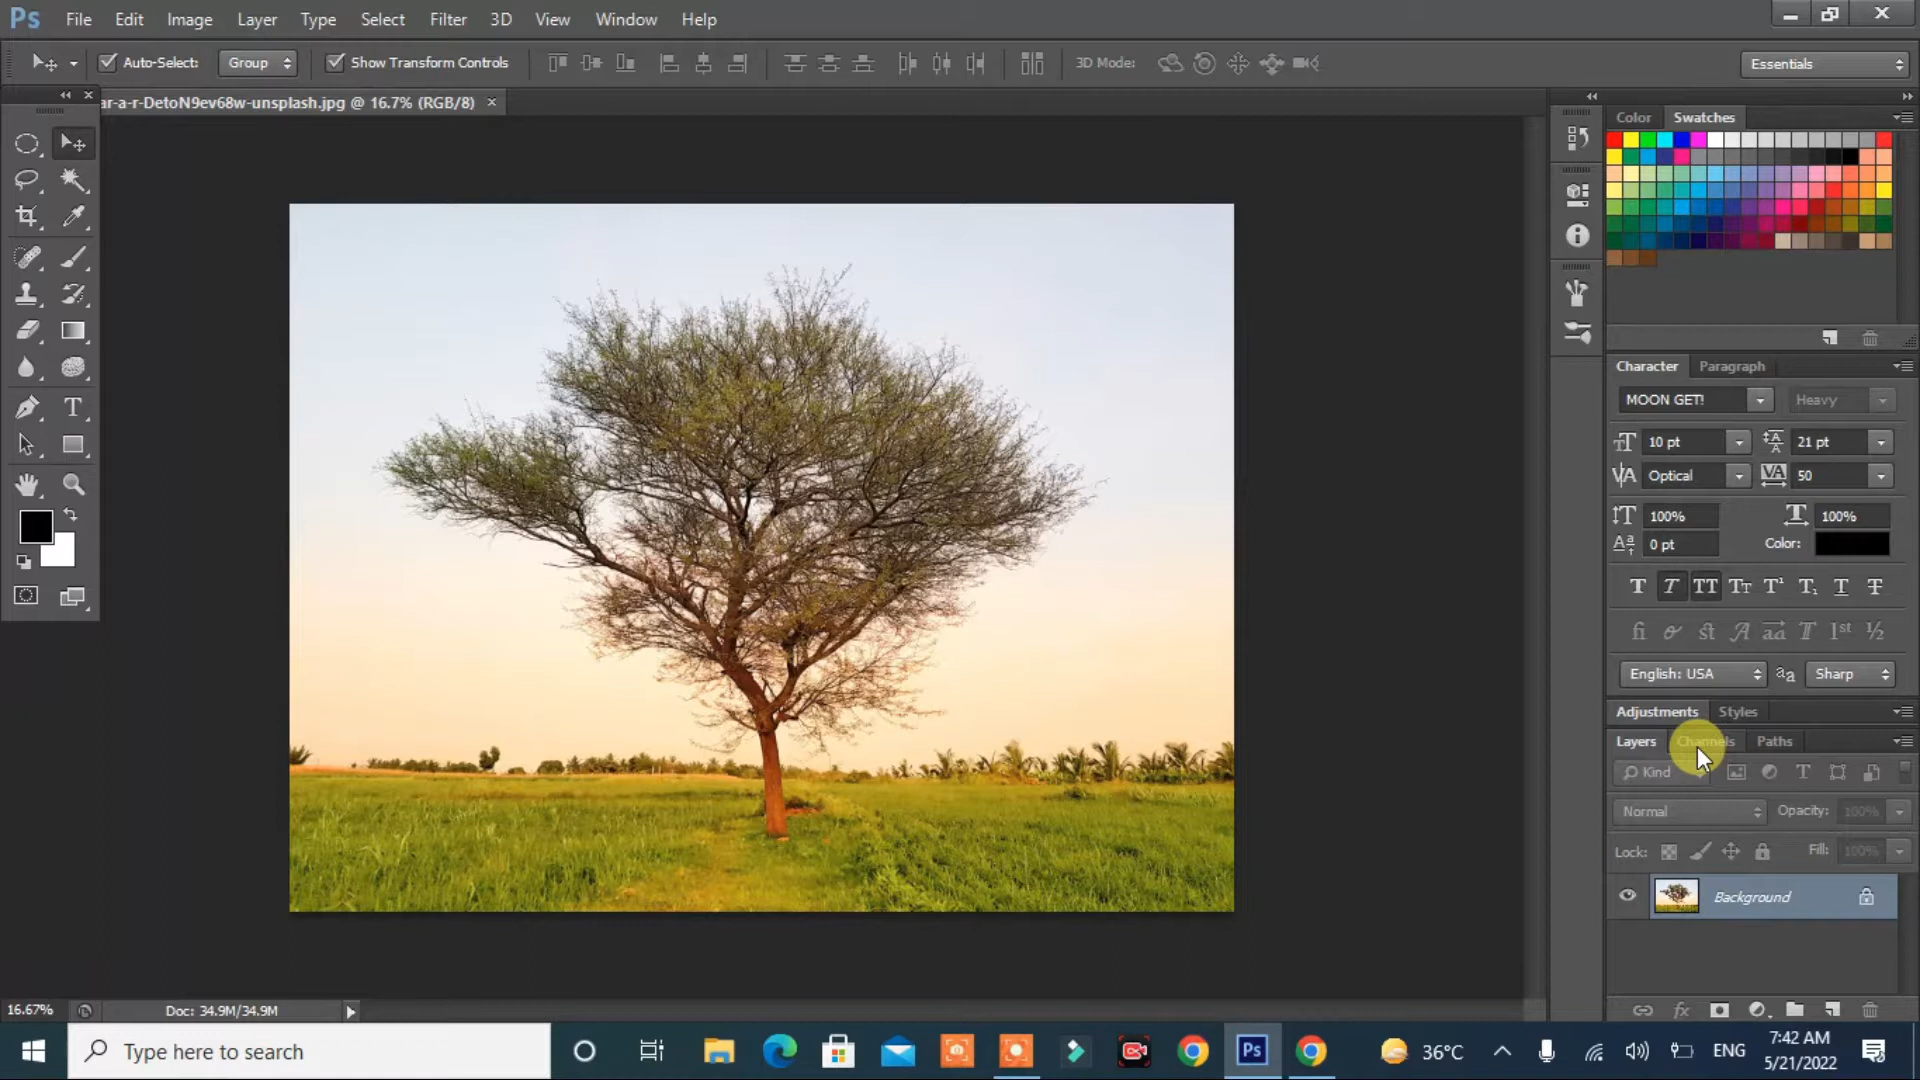 Ps File Edit Image Layer Type Select Filter 3D View Window Help
Auto-Select: Group Show Transform Controls 3D Mode: Essentials
ar-a-r-DetoN9ev68w-unsplash.jpg @ 16.7% (RGB/8) ×
Color Swatches
Character Paragraph
MOON GET! Heavy
10 pt 21 pt
Optical 50
100% 100%
0 pt Color:
English: USA Sharp
Adjustments Styles
Layers Channels Paths
Kind
Normal Opacity: 100%
Lock: Fill: 100%
Background
16.67% Doc: 34.9M/34.9M
Type here to search Ps 36°C ENG 7:42 AM
5/21/2022